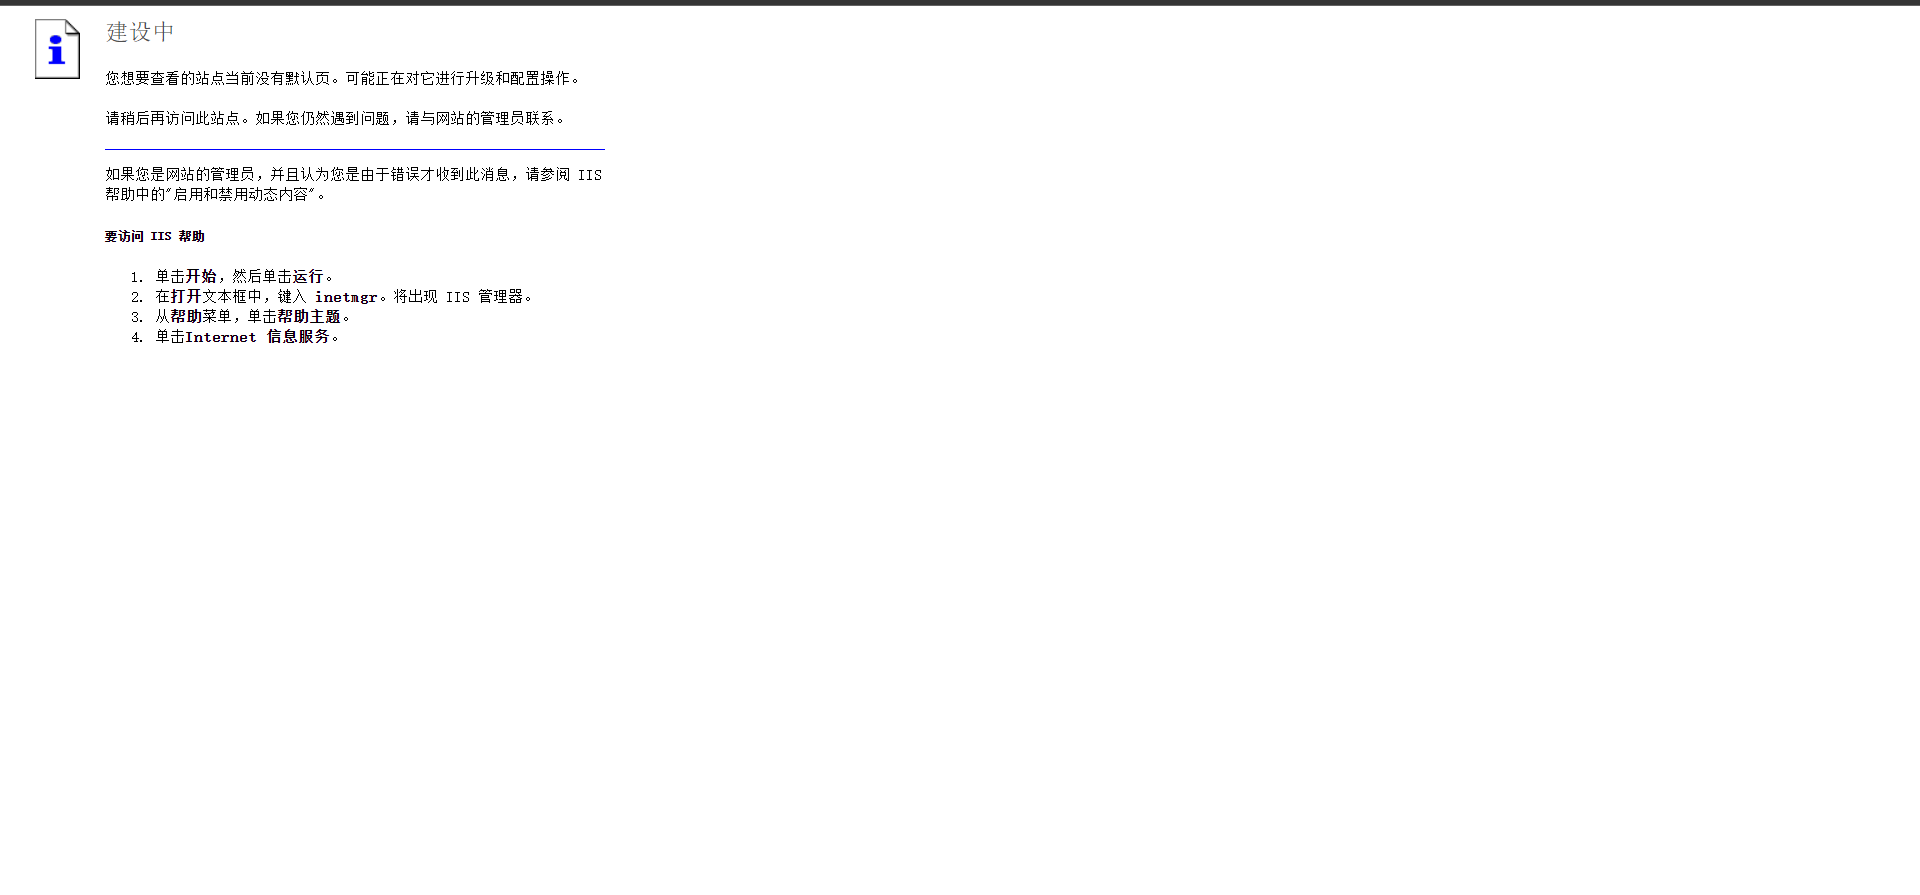 建设中
您想要查看的站点当前没有默认页。可能正在对它进行升级和配置操作。
请稍后再访问此站点。如果您仍然遇到问题，请与网站的管理员联系。
如果您是网站的管理员，并且认为您是由于错误才收到此消息，请参阅 IIS
帮助中的"启用和禁用动态内容"。
要访问 IIS 帮助
1. 单击开始，然后单击运行。
2. 在打开文本框中，键入 inetmgr。将出现 IIS 管理器。
3. 从帮助菜单，单击帮助主题。
4. 单击Internet 信息服务。